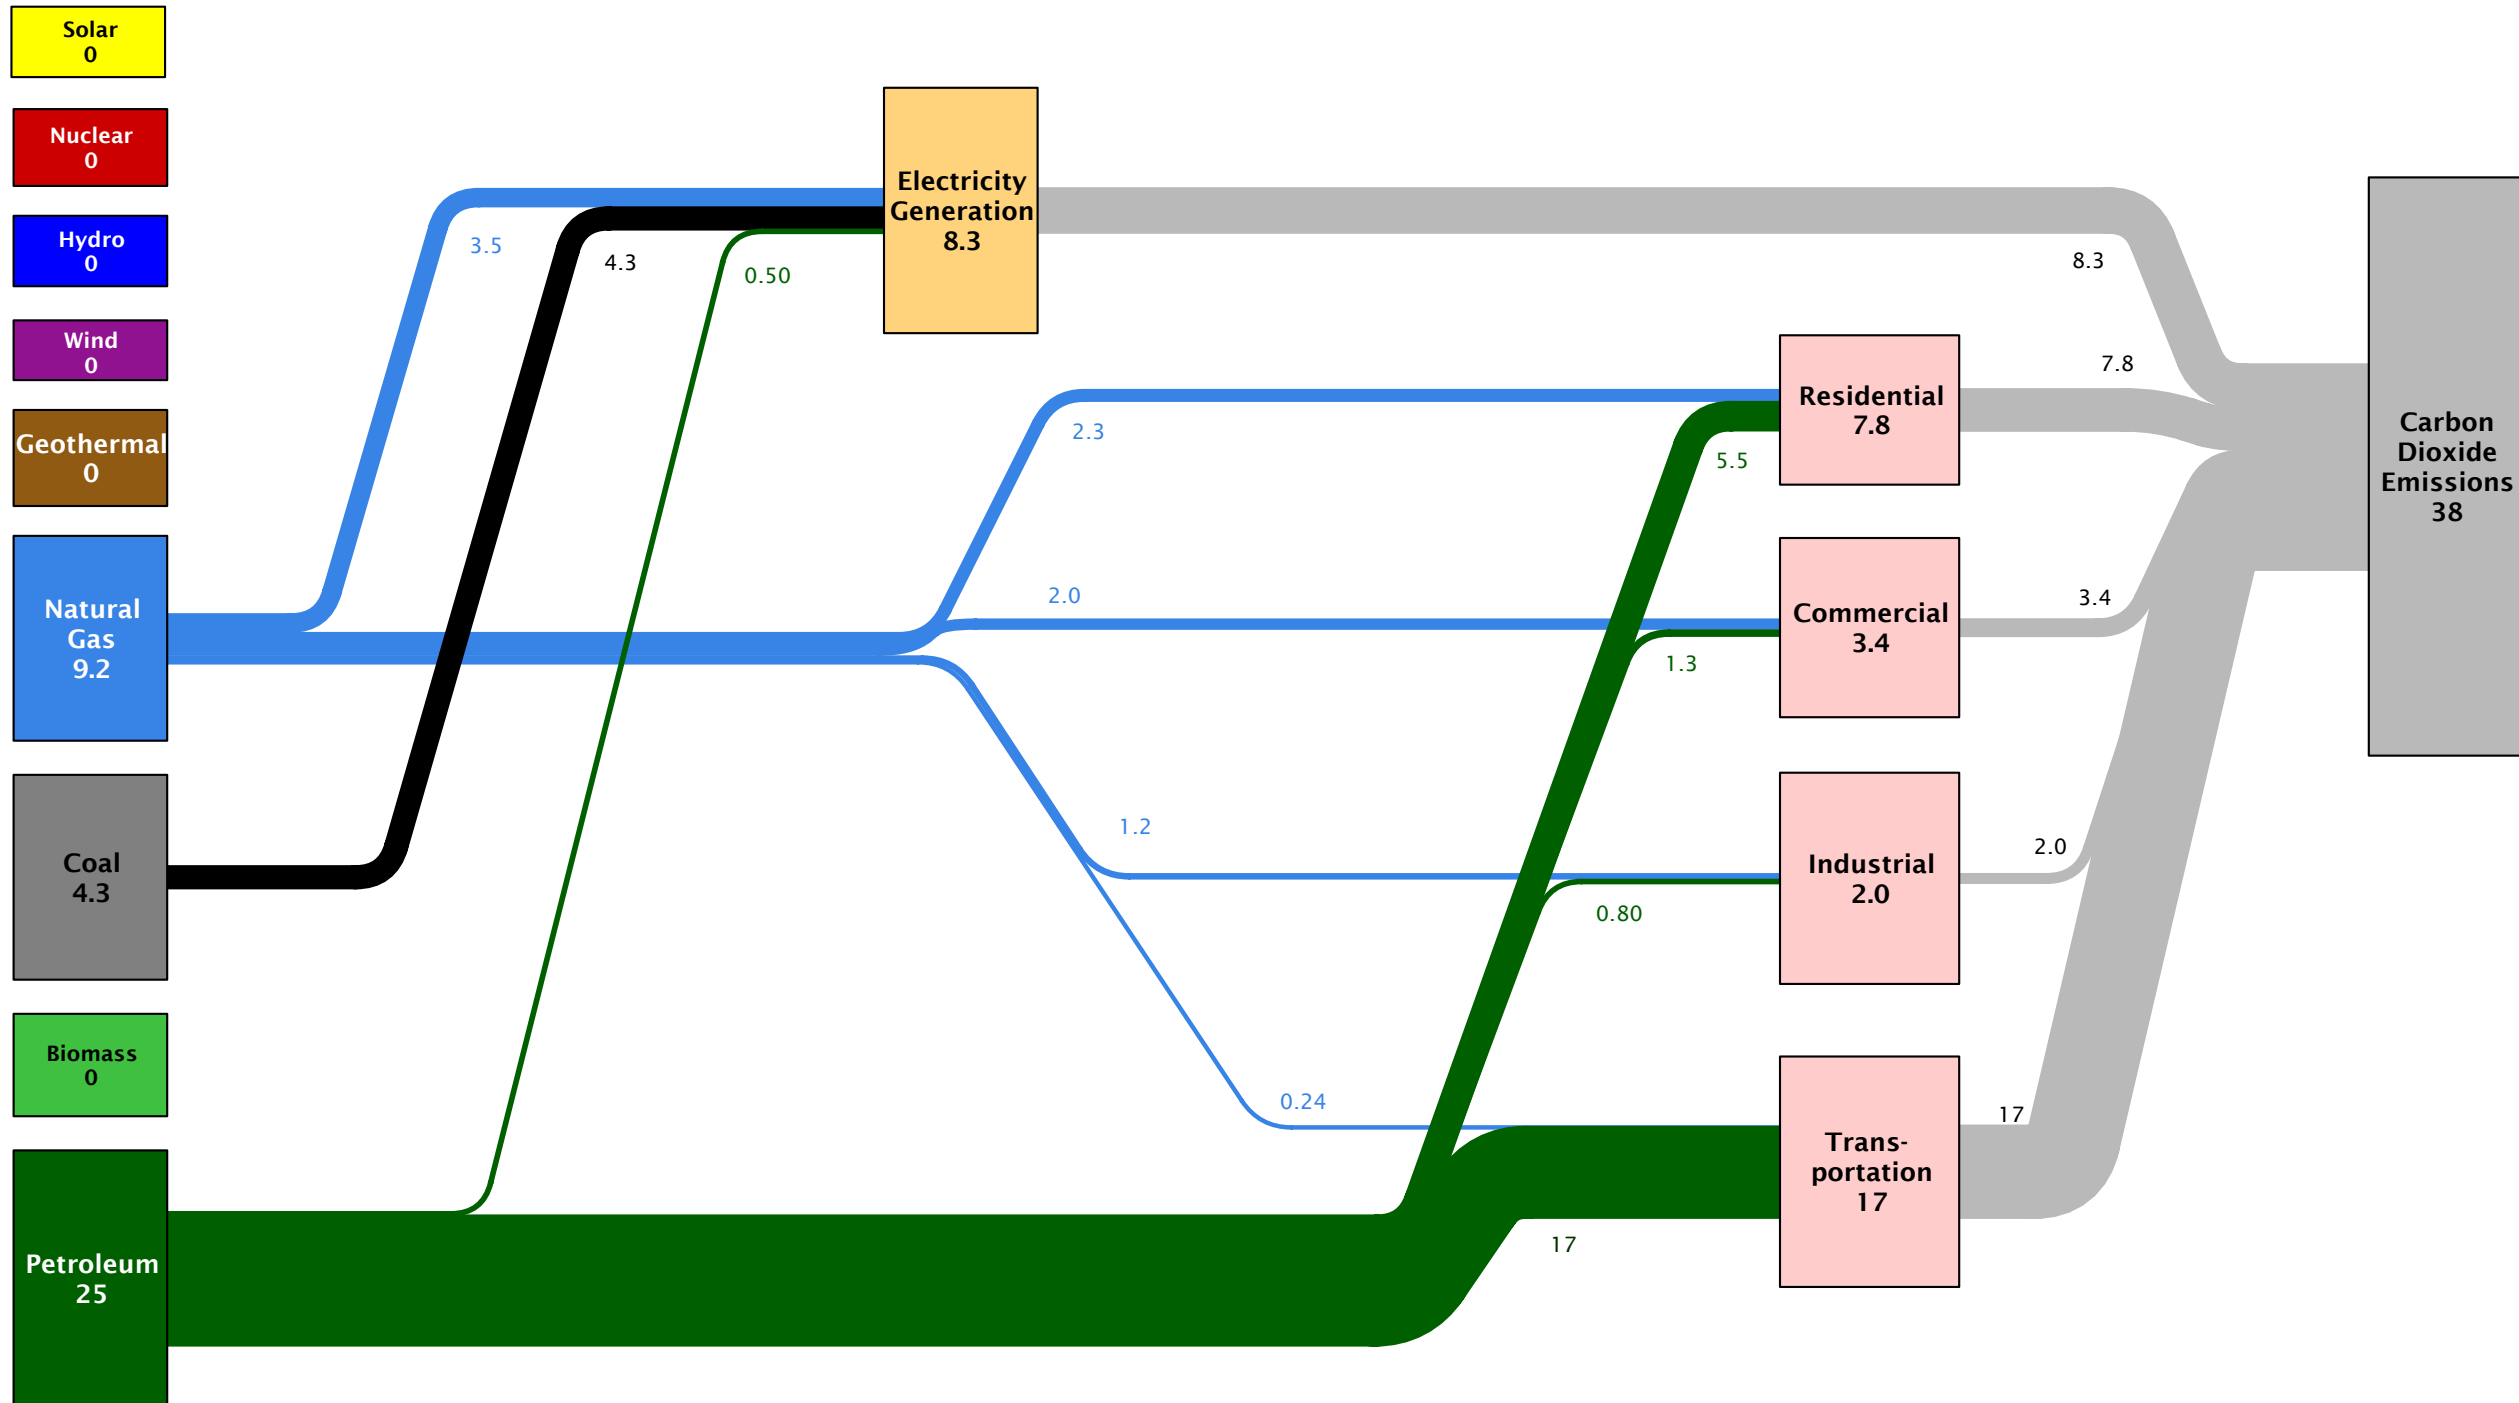 Solar
0
Nuclear
0
Hydro
0
Wind
0
Geothermal
0
Natural
Gas
9.2
Coal
4.3
Biomass
0
Petroleum
25
3.5
4.3
0.50
Electricity
Generation
8.3
2.3
2.0
1.2
0.24
5.5
1.3
0.80
17
Residential
7.8
Commercial
3.4
Industrial
2.0
Trans-
portation
17
8.3
7.8
3.4
2.0
17
Carbon
Dioxide
Emissions
38